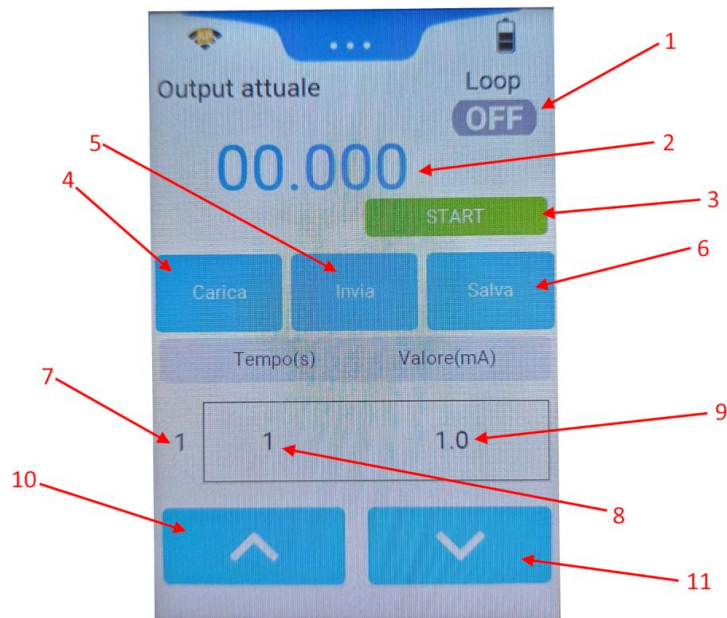 AP
1
Output attuale
Loop
OFF
5
2
00.000
4
3
START
6
Carica
Invia
Salva
7
Tempo(s)
Valore(mA)
9
1
1
1.0
10
8
11